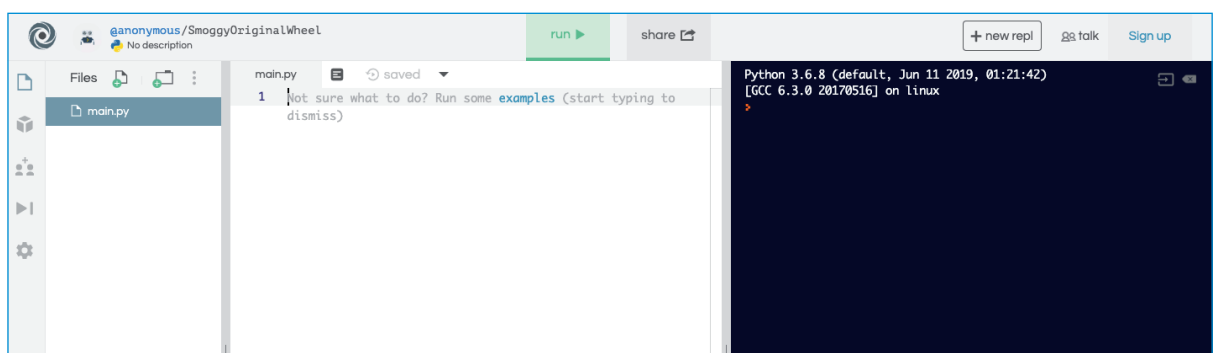 @anonymous/SmoggyOriginalWheel
No description
run
share
+ new repl
talk
Sign up
Files
main.py
main.py
saved
1 Not sure what to do? Run some examples (start typing to
dismiss)
Python 3.6.8 (default, Jun 11 2019, 01:21:42)
[GCC 6.3.0 20170516] on linux
>